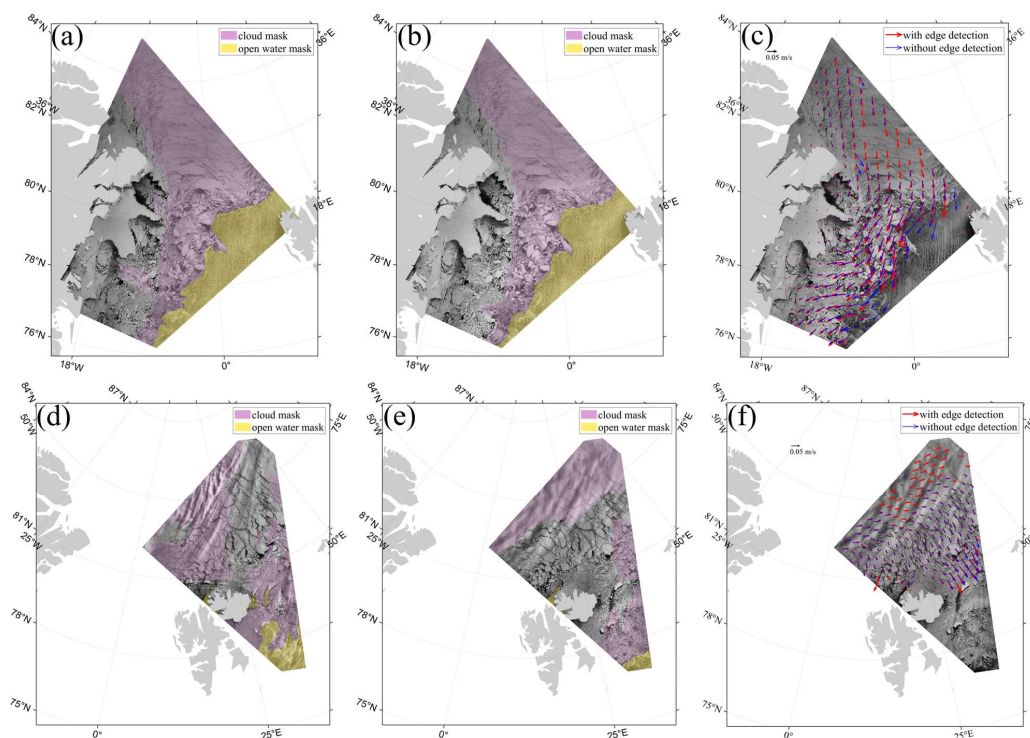 (a)
cloud mask
open water mask
84°N
36°E
36°W
82°N
80°N
18°E
78°N
76°N
18°W
0°
(b)
cloud mask
open water mask
84°N
36°E
36°W
82°N
80°N
18°E
78°N
76°N
18°W
0°
(c)
with edge detection
without edge detection
0.05 m/s
84°N
36°E
36°W
82°N
80°N
18°E
78°N
76°N
18°W
0°
(d)
cloud mask
open water mask
87°N
84°N
50°W
75°E
81°N
25°W
50°E
78°N
75°N
0°
25°E
(e)
cloud mask
open water mask
87°N
84°N
50°W
75°E
81°N
25°W
50°E
78°N
75°N
0°
25°E
(f)
with edge detection
without edge detection
0.05 m/s
87°N
84°N
50°W
75°E
81°N
25°W
50°E
78°N
75°N
0°
25°E